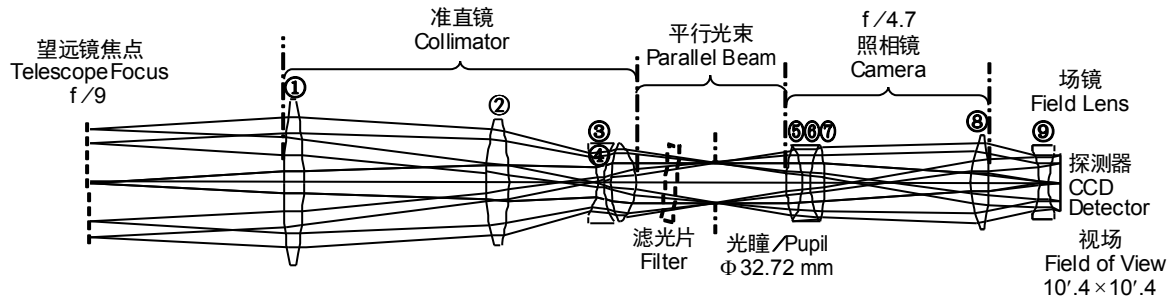 望远镜焦点
Telescope Focus
f/9
准直镜
Collimator
平行光束
Parallel Beam
f/4.7
照相镜
Camera
场镜
Field Lens
①
②
③
④
⑤⑥⑦
⑧
⑨
探测器
CCD
Detector
滤光片
Filter
光瞳/Pupil
Φ 32.72 mm
视场
Field of View
10′.4×10′.4